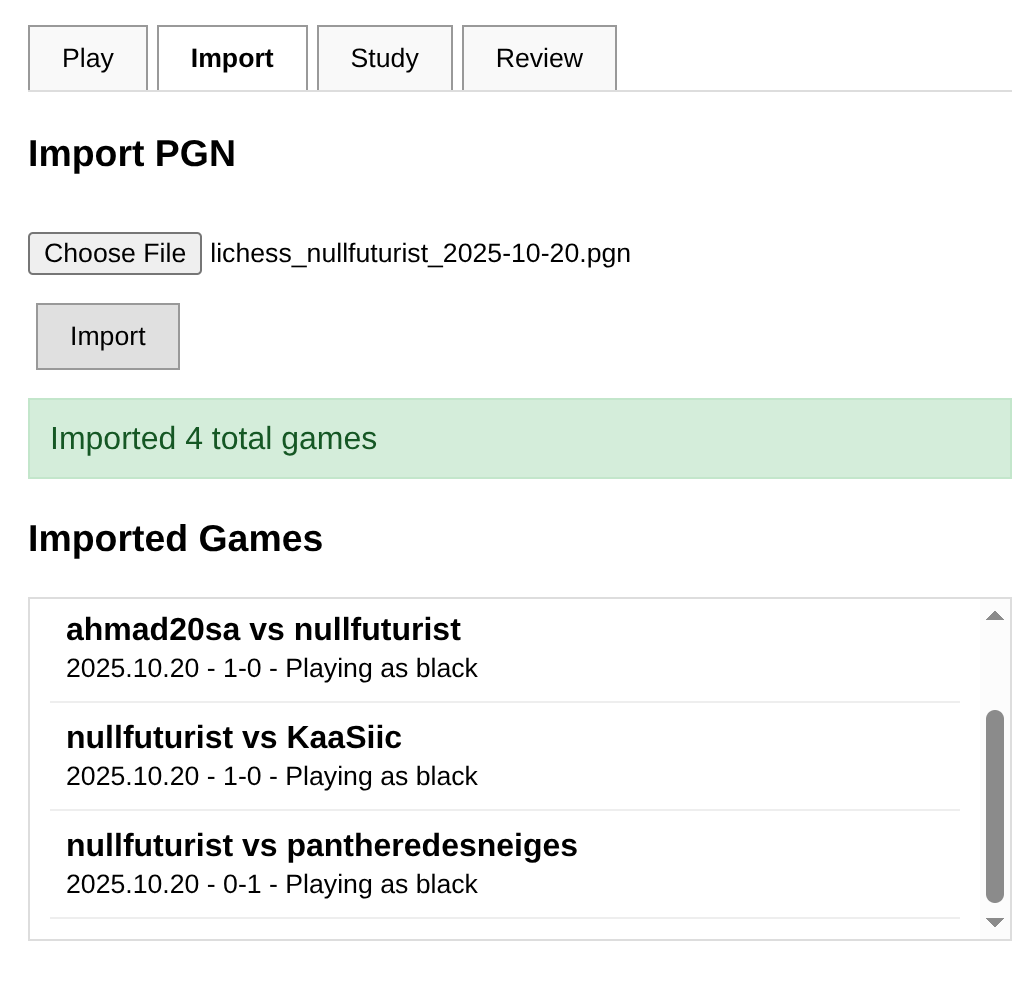 Play
Import
Study
Review
Import PGN
Choose File lichess_nullfuturist_2025-10-20.pgn
Import
Imported 4 total games
Imported Games
ahmad20sa vs nullfuturist
2025.10.20 - 1-0 - Playing as black
nullfuturist vs KaaSiic
2025.10.20 - 1-0 - Playing as black
nullfuturist vs pantheredesneiges
2025.10.20 - 0-1 - Playing as black